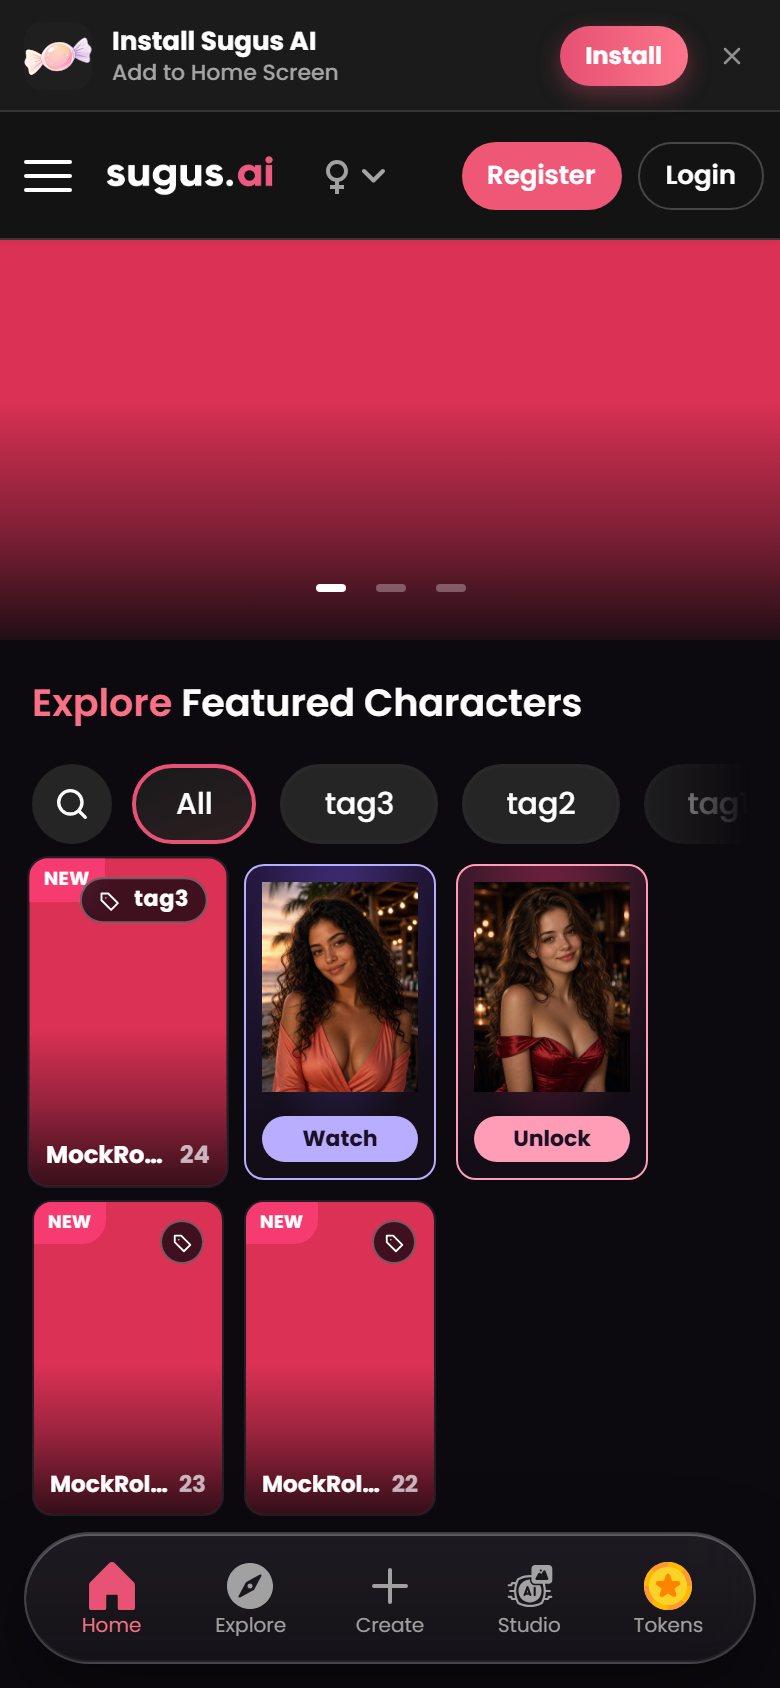 Install Sugus AI
Add to Home Screen
Install
sugus.ai
Register
Login
Explore Featured Characters
All
tag3
tag2
NEW
tag3
MockRo... 24
Watch
Unlock
NEW
MockRol... 23
NEW
MockRol... 22
Home
Explore
Create
AI
Studio
Tokens